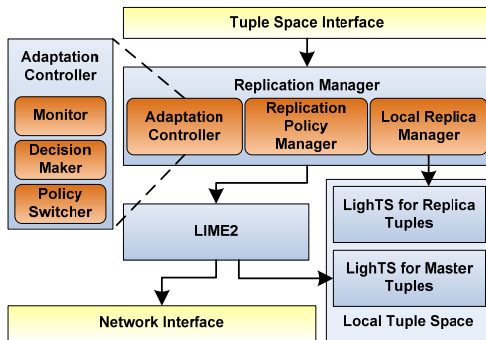 Tuple Space Interface
Adaptation
Controller
Monitor
Decision
Maker
Policy
Switcher
Replication Manager
Adaptation
Controller
Replication
Policy
Manager
Local Replica
Manager
LIME2
LighTS for Replica
Tuples
LighTS for Master
Tuples
Local Tuple Space
Network Interface